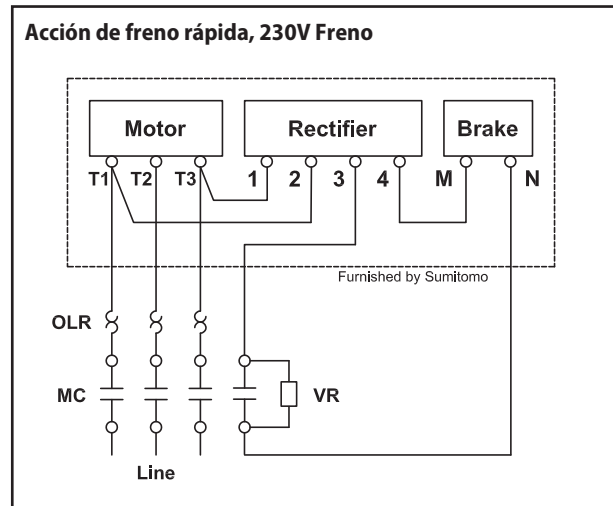 Acción de freno rápida, 230V Freno
Motor Rectifier Brake
T1 T2 T3 1 2 3 4 M N
Furnished by Sumitomo
OLR
MC VR
Line